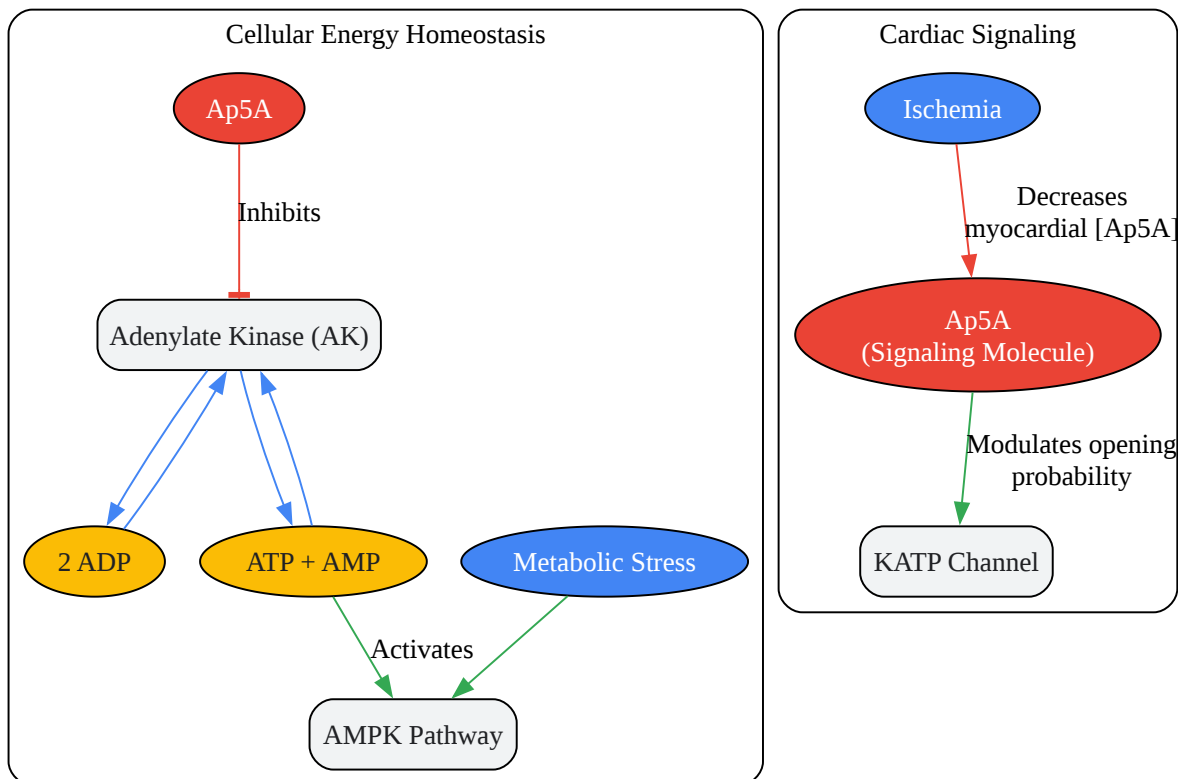 Cellular Energy Homeostasis
Ap5A
Inhibits
Adenylate Kinase (AK)
2 ADP
ATP + AMP
Metabolic Stress
Activates
AMPK Pathway
Cardiac Signaling
Ischemia
Decreases
myocardial [Ap5A]
Ap5A
(Signaling Molecule)
Modulates opening
probability
KATP Channel